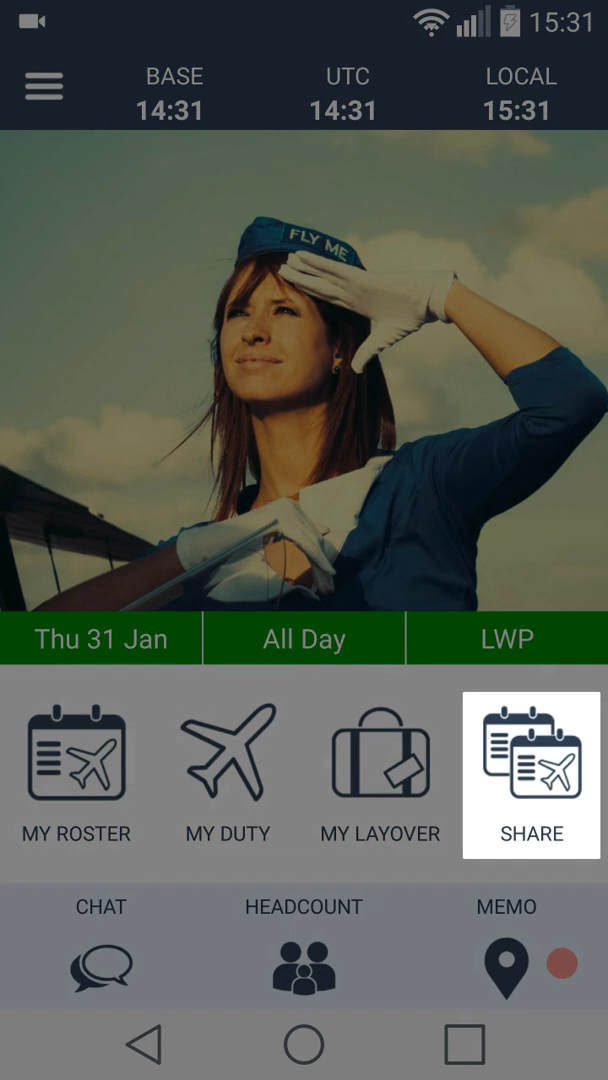 15:31
BASE UTC LOCAL
14:31 14:31 15:31
FLY ME
Thu 31 Jan All Day LWP
MY ROSTER MY DUTY MY LAYOVER SHARE
CHAT HEADCOUNT MEMO